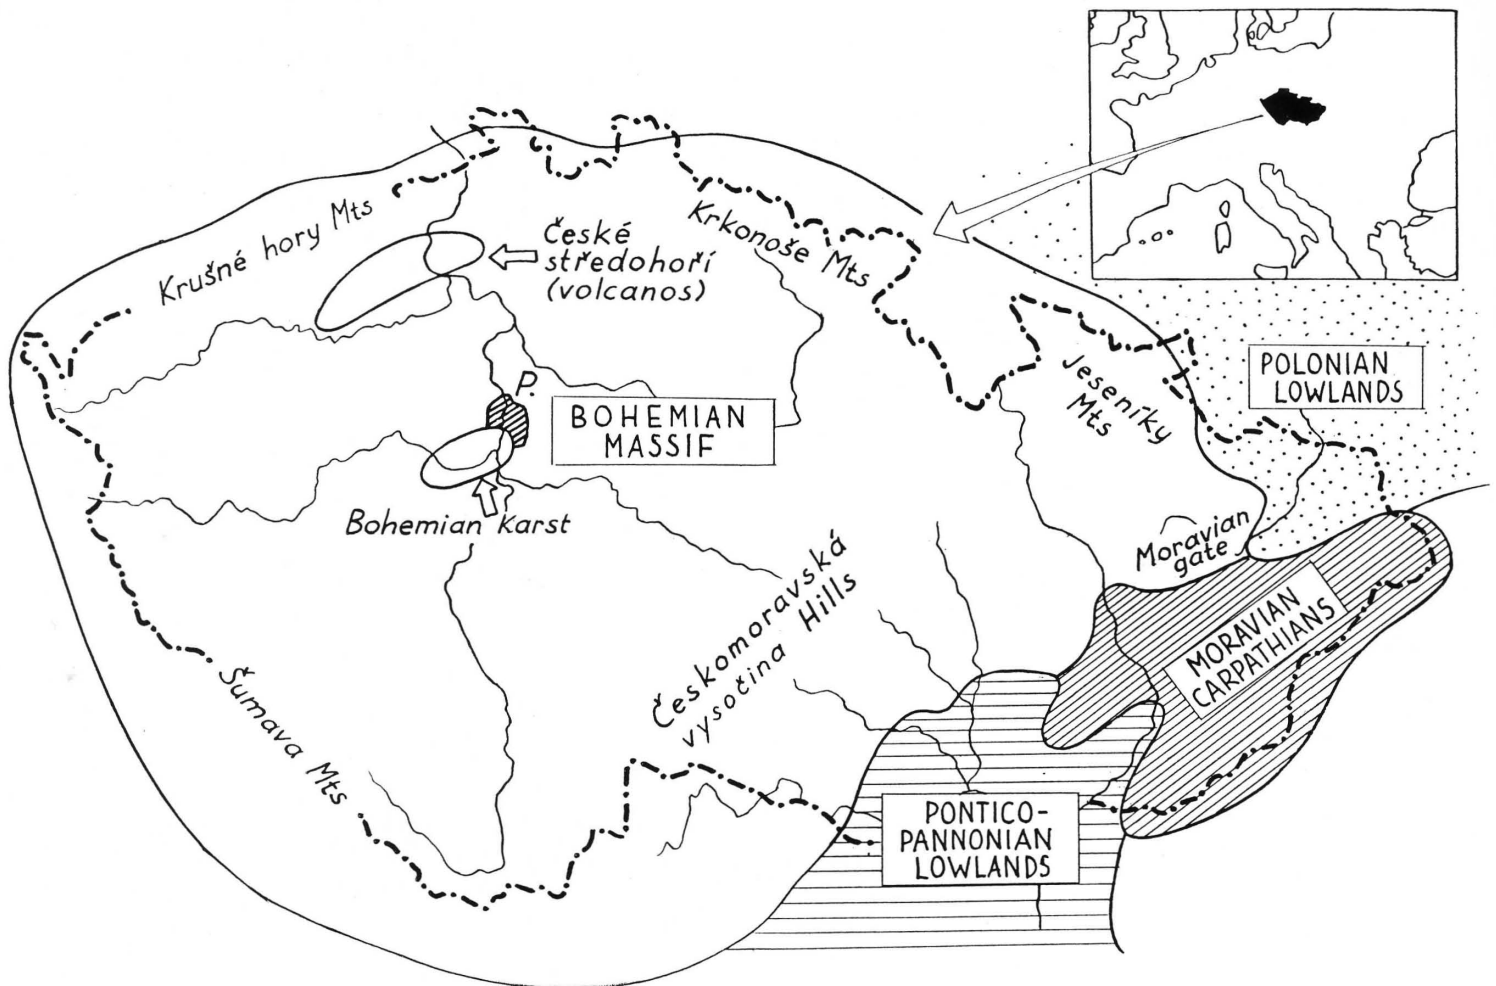 Krušné hory Mts
České
středohoří
(volcanos)
Krkonoše Mts
Jeseníky
Mts
POLONIAN
LOWLANDS
P.
BOHEMIAN
MASSIF
Bohemian Karst
Moravian
gate
MORAVIAN
CARPATHIANS
Českomoravská
vysočina Hills
Šumava Mts
PONTICO-
PANNONIAN
LOWLANDS